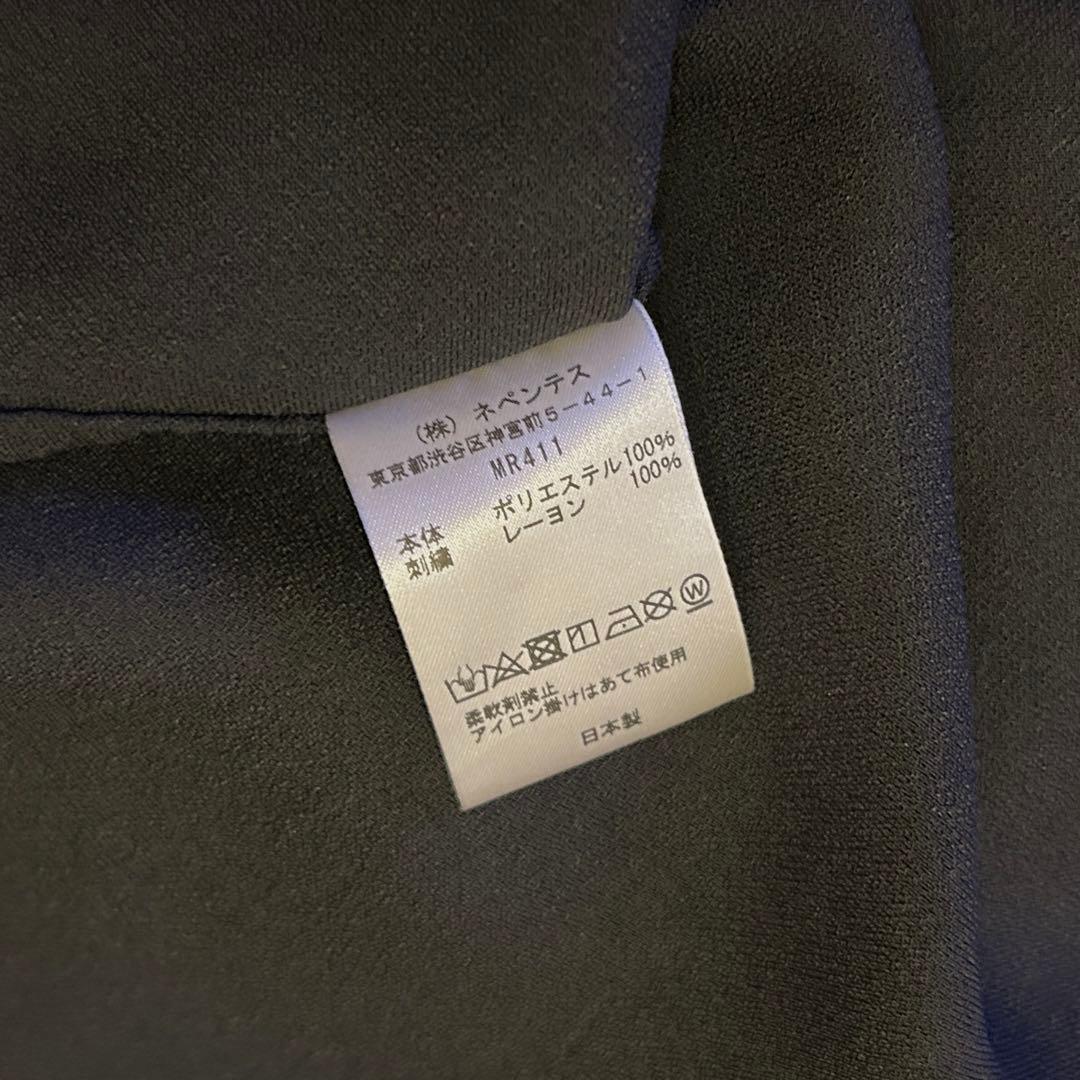 (株) ネペンテス
東京都渋谷区神宮前5-44-1
MR411
本体 ポリエステル100%
刺繍 レーヨン 100%
W
柔軟剤禁止
アイロン掛けはあて布使用
日本製